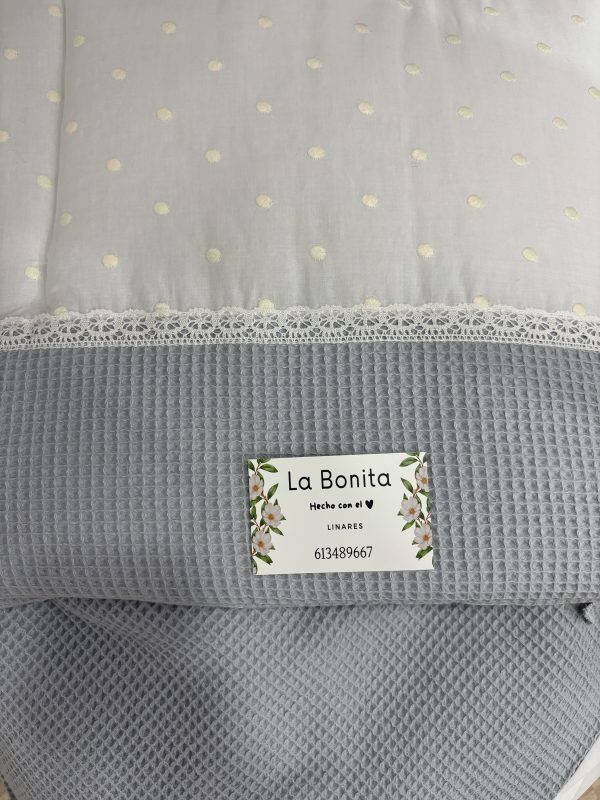 La Bonita
Hecho con el ♥
LINARES
613489667